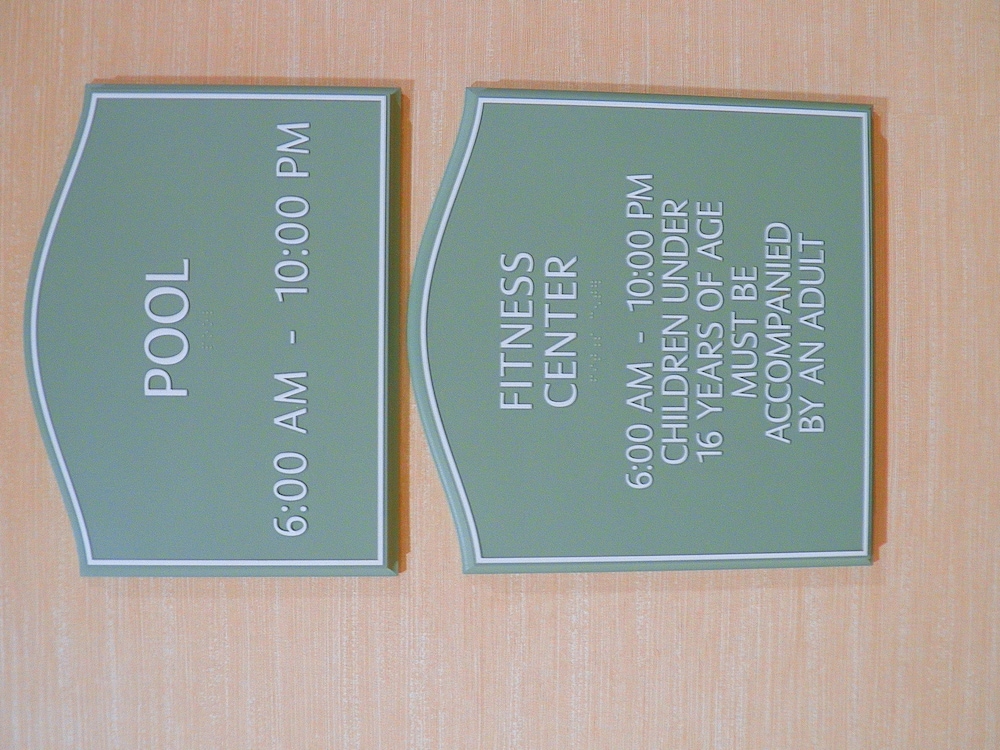 POOL
6:00 AM - 10:00 PM
FITNESS
CENTER
6:00 AM - 10:00 PM
CHILDREN UNDER
16 YEARS OF AGE
MUST BE
ACCOMPANIED
BY AN ADULT